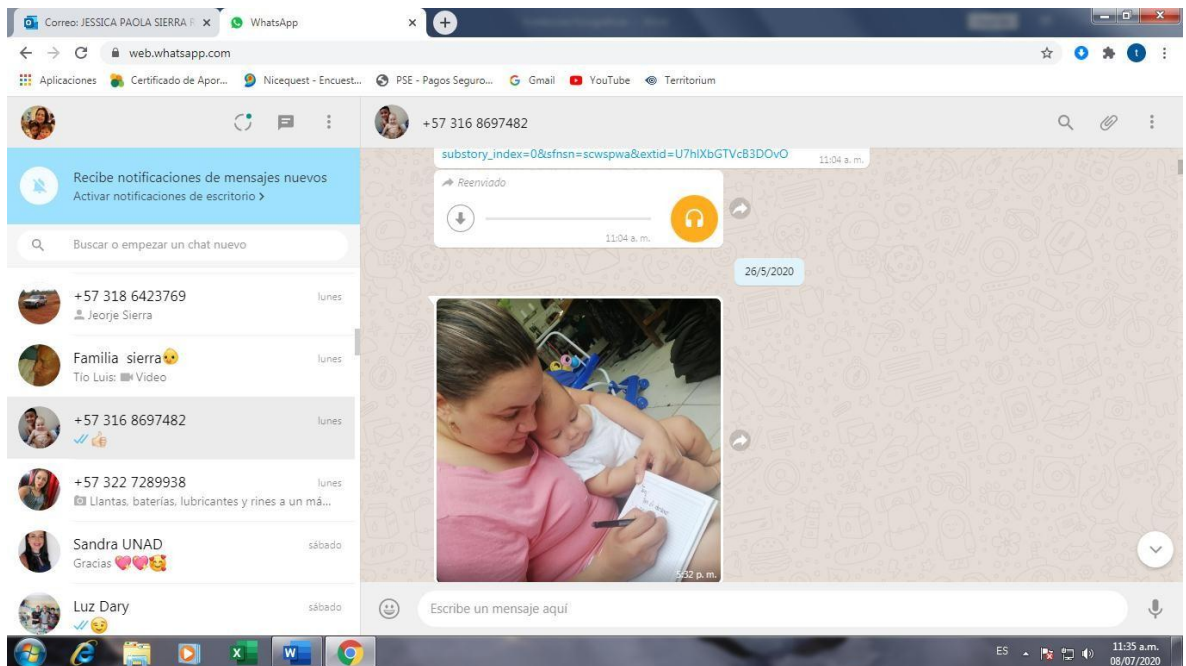 Correo: JESSICA PAOLA SIERRA
WhatsApp
web.whatsapp.com
Aplicaciones
Certificado de Apor...
Nicequest - Encuest...
PSE - Pagos Seguro...
Gmail
YouTube
Territorium
+57 316 8697482
substory_index=0&sfnsn=scwspwa&extid=U7hIXbGTVcB3DOvO
11:04 a. m.
Recibe notificaciones de mensajes nuevos
Activar notificaciones de escritorio >
Reenviado
11:04 a. m.
Buscar o empezar un chat nuevo
26/5/2020
+57 318 6423769 lunes
Jeorje Sierra
Familia sierra👴 lunes
Tío Luis: Video
+57 316 8697482 lunes
👍🏻
+57 322 7289938 lunes
Llantas, baterías, lubricantes y rines a un má...
Sandra UNAD sábado
Gracias 💖💖🥰
Luz Dary sábado
😏
5:32 p. m.
Escribe un mensaje aquí
ES
11:35 a.m.
08/07/2020